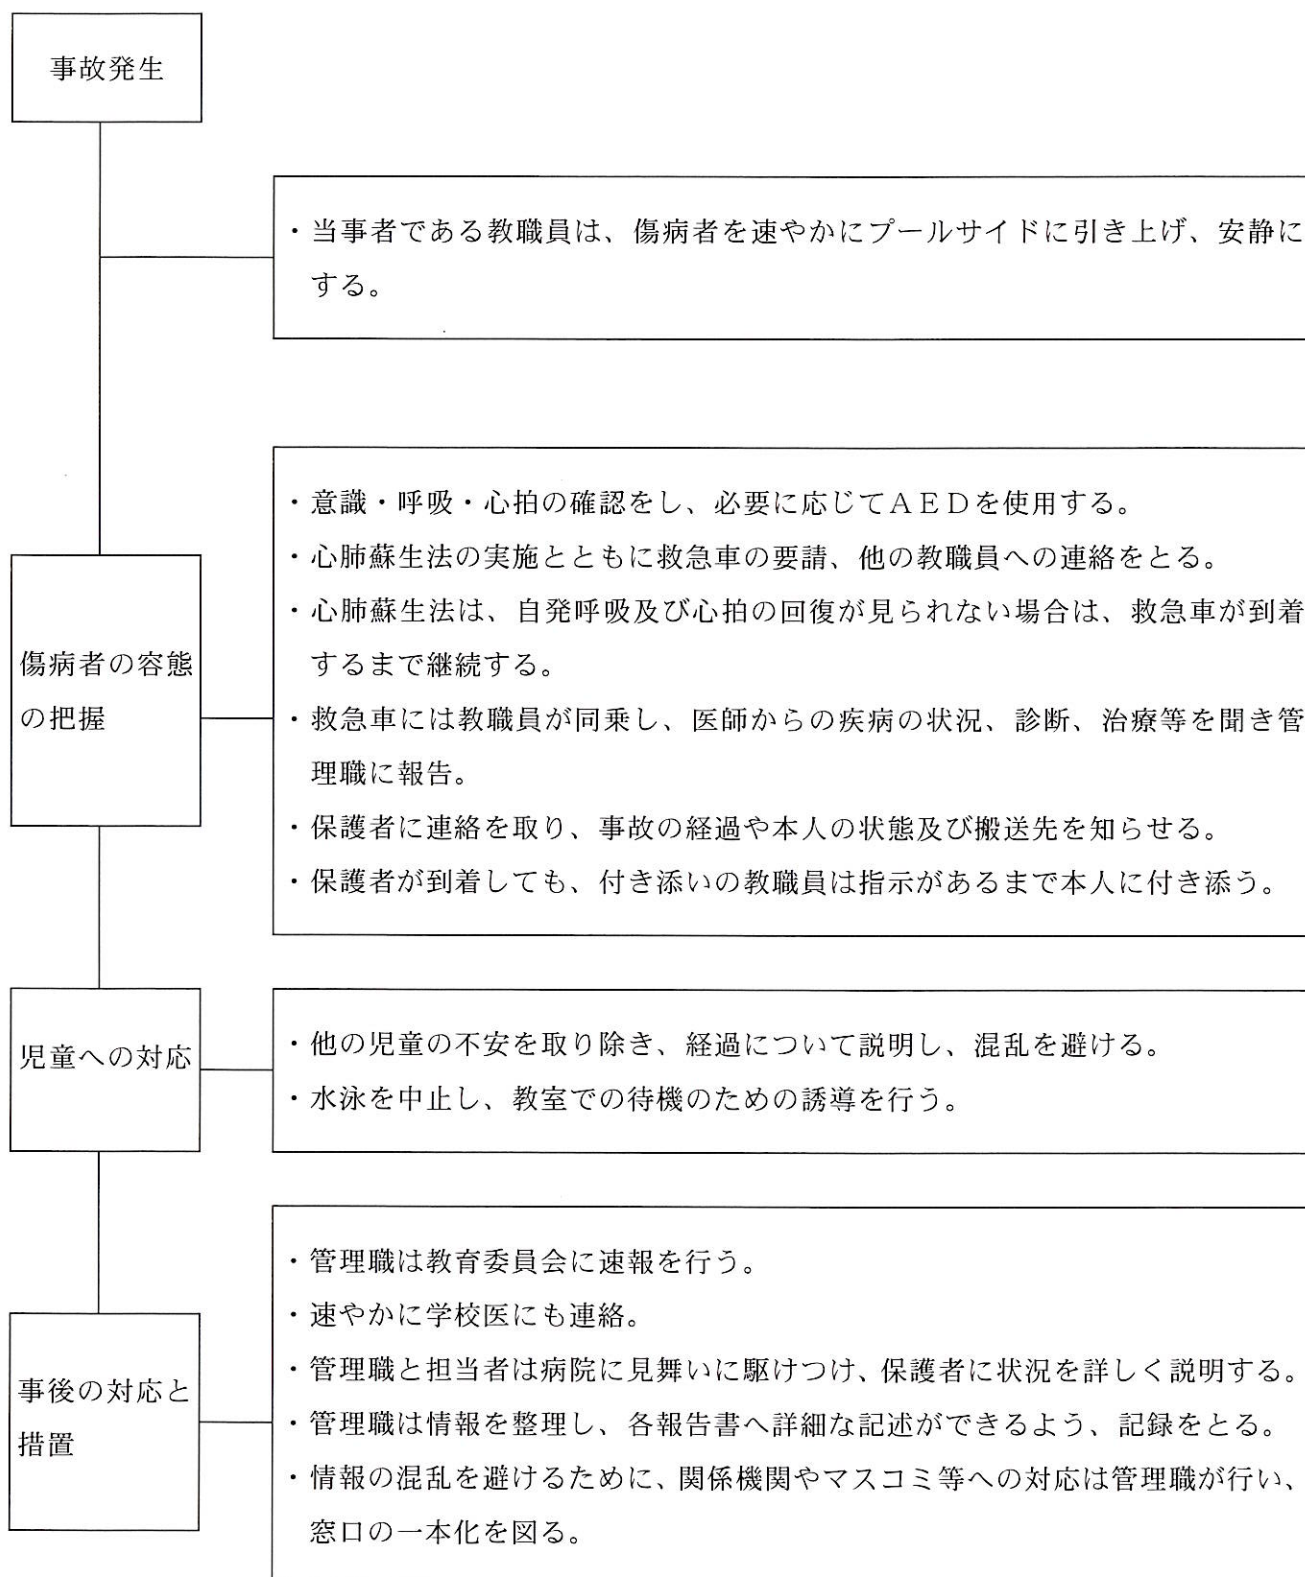 事故発生
・当事者である教職員は、傷病者を速やかにプールサイドに引き上げ、安静に
する。
・意識・呼吸・心拍の確認をし、必要に応じてＡＥＤを使用する。
・心肺蘇生法の実施とともに救急車の要請、他の教職員への連絡をとる。
・心肺蘇生法は、自発呼吸及び心拍の回復が見られない場合は、救急車が到着
するまで継続する。
・救急車には教職員が同乗し、医師からの疾病の状況、診断、治療等を聞き管
理職に報告。
・保護者に連絡を取り、事故の経過や本人の状態及び搬送先を知らせる。
・保護者が到着しても、付き添いの教職員は指示があるまで本人に付き添う。
傷病者の容態
の把握
児童への対応
・他の児童の不安を取り除き、経過について説明し、混乱を避ける。
・水泳を中止し、教室での待機のための誘導を行う。
事後の対応と
措置
・管理職は教育委員会に速報を行う。
・速やかに学校医にも連絡。
・管理職と担当者は病院に見舞いに駆けつけ、保護者に状況を詳しく説明する。
・管理職は情報を整理し、各報告書へ詳細な記述ができるよう、記録をとる。
・情報の混乱を避けるために、関係機関やマスコミ等への対応は管理職が行い、
窓口の一本化を図る。